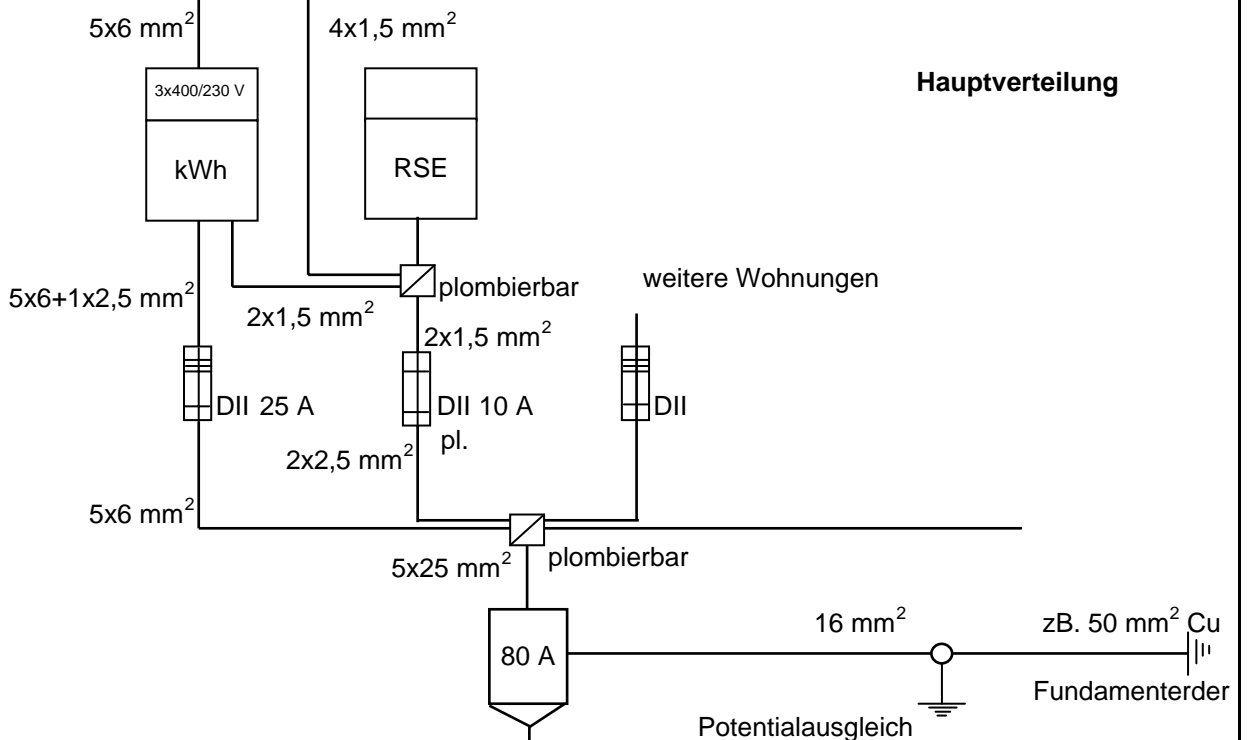 5x6 mm²
4x1,5 mm²
3x400/230 V
Hauptverteilung
kWh
RSE
weitere Wohnungen
plombierbar
5x6+1x2,5 mm²
2x1,5 mm²
2x1,5 mm²
DII 25 A
DII 10 A
DII
pl.
2x2,5 mm²
5x6 mm²
plombierbar
5x25 mm²
16 mm²
zB. 50 mm² Cu
80 A
Fundamenterder
Potentialausgleich